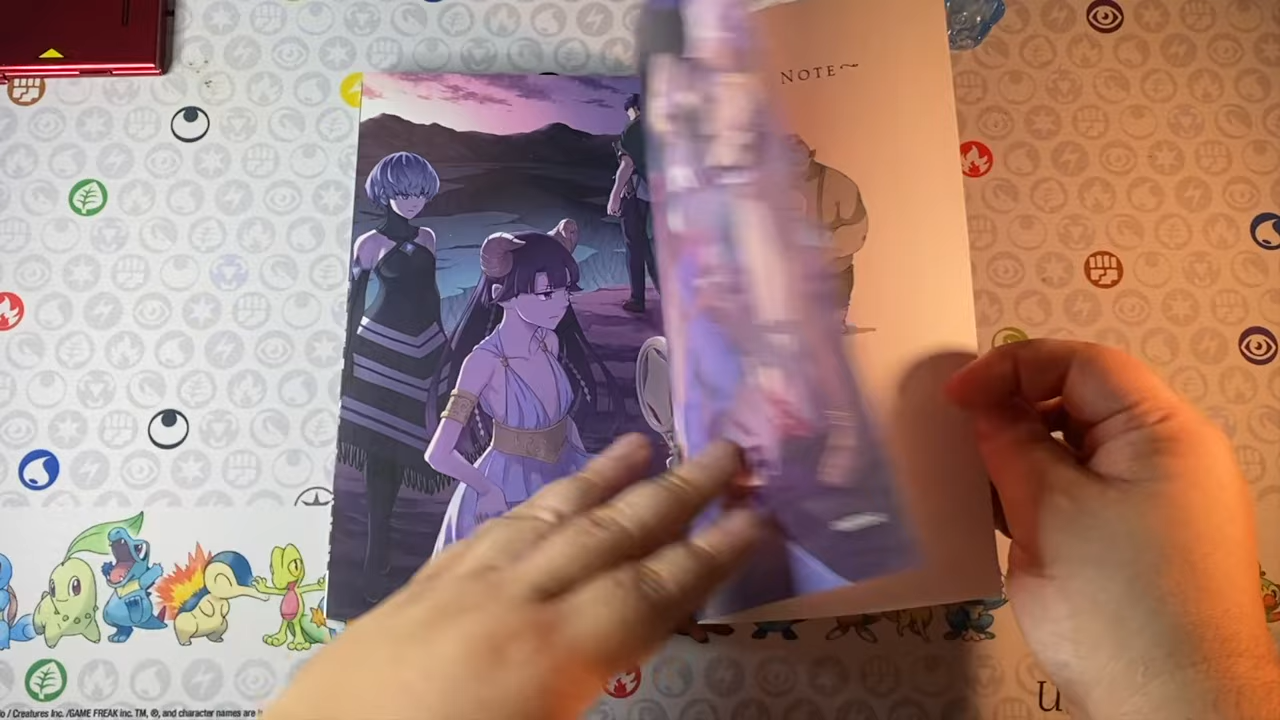 NOTE~
o / Creatures Inc. /GAME FREAK inc. TM, ®, and character names are